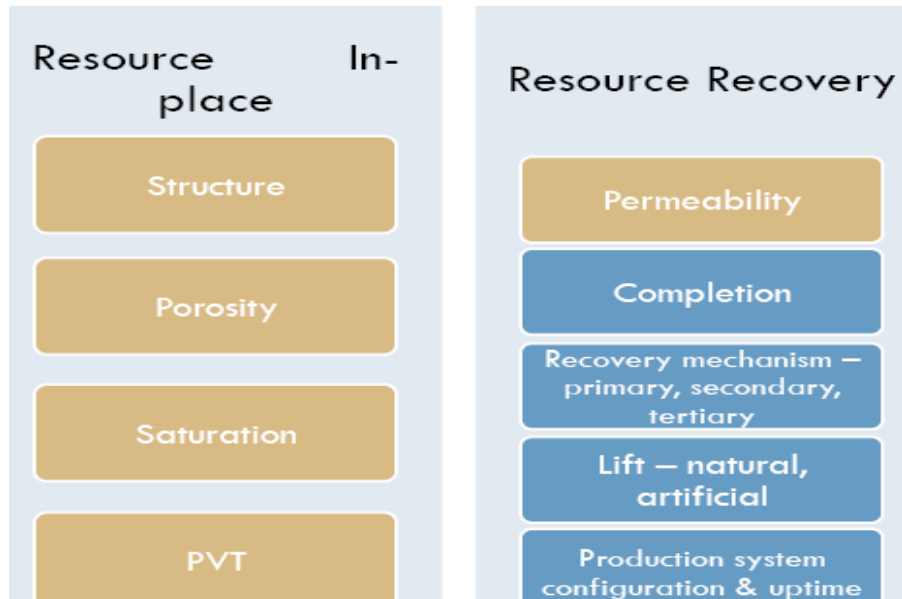 Resource In-
place
Structure
Porosity
Saturation
PVT
Resource Recovery
Permeability
Completion
Recovery mechanism –
primary, secondary,
tertiary
Lift – natural,
artificial
Production system
configuration & uptime